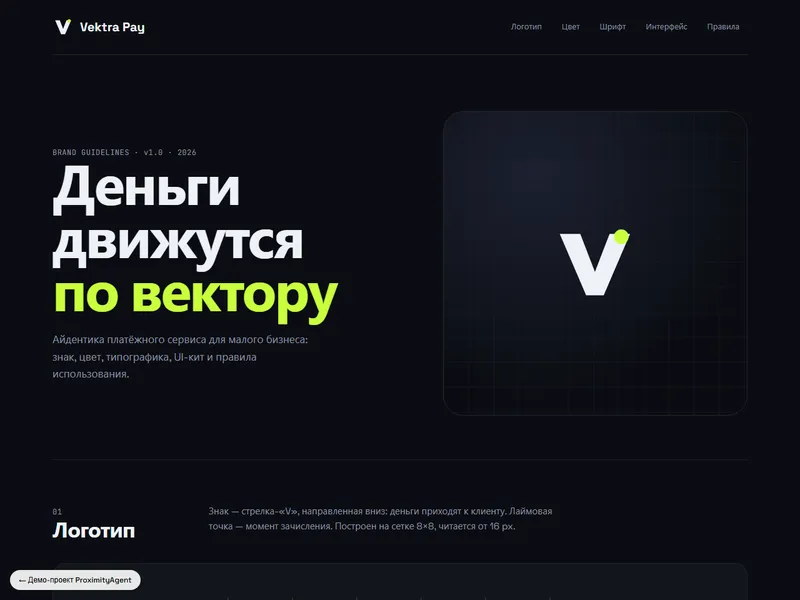 Vektra Pay
Логотип Цвет Шрифт Интерфейс Правила
BRAND GUIDELINES · v1.0 · 2026
Деньги
движутся
по вектору
Айдентика платёжного сервиса для малого бизнеса:
знак, цвет, типографика, UI-кит и правила
использования.
01
Логотип
Знак — стрелка-«V», направленная вниз: деньги приходят к клиенту. Лаймовая
точка — момент зачисления. Построен на сетке 8×8, читается от 16 px.
← Демо-проект ProximityAgent